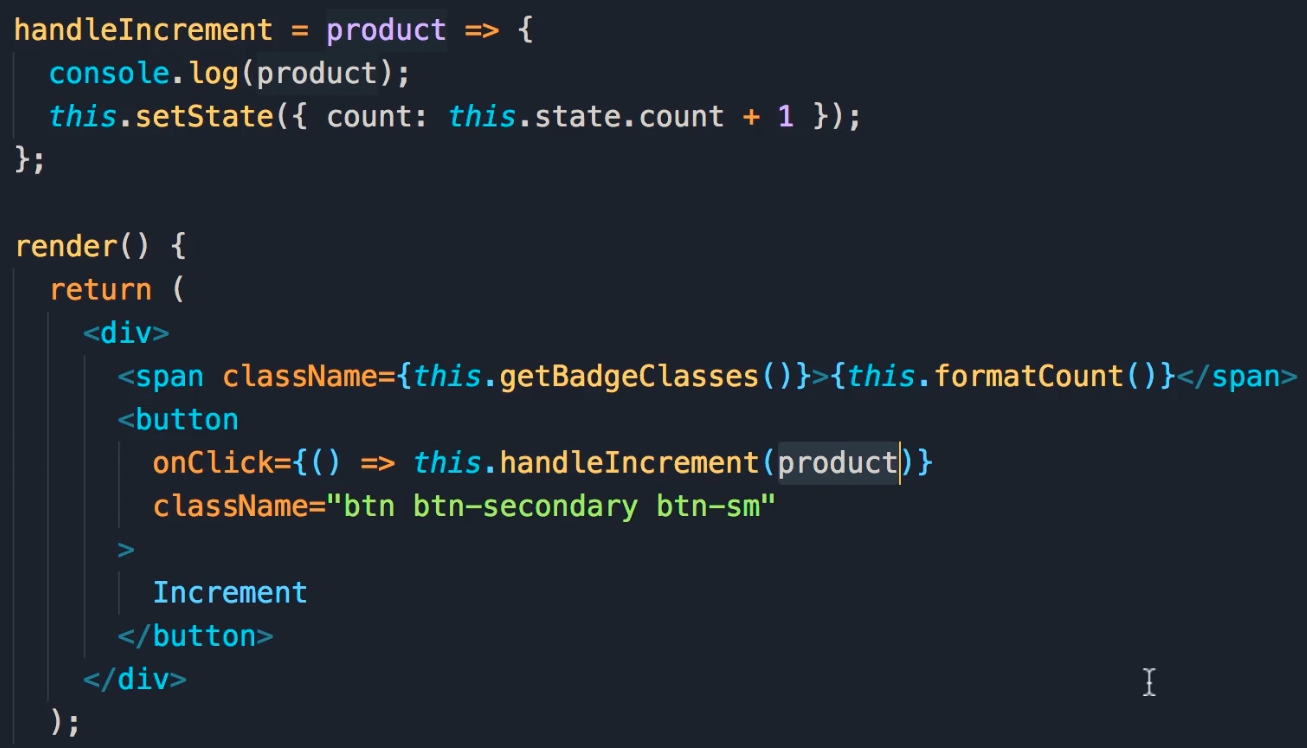 handleIncrement = product => {
  console.log(product);
  this.setState({ count: this.state.count + 1 });
};

render() {
  return (
    <div>
      <span className={this.getBadgeClasses()}>{this.formatCount()}</span>
      <button
        onClick={() => this.handleIncrement(product)}
        className="btn btn-secondary btn-sm"
      >
        Increment
      </button>
    </div>
  );